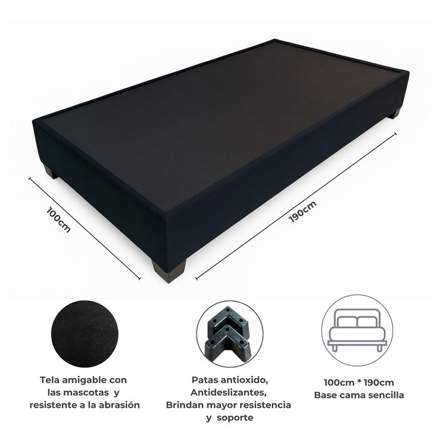 100cm
190cm
Tela amigable con
las mascotas y
resistente a la abrasión
Patas antioxido,
Antideslizantes,
Brindan mayor resistencia
y soporte
100cm * 190cm
Base cama sencilla